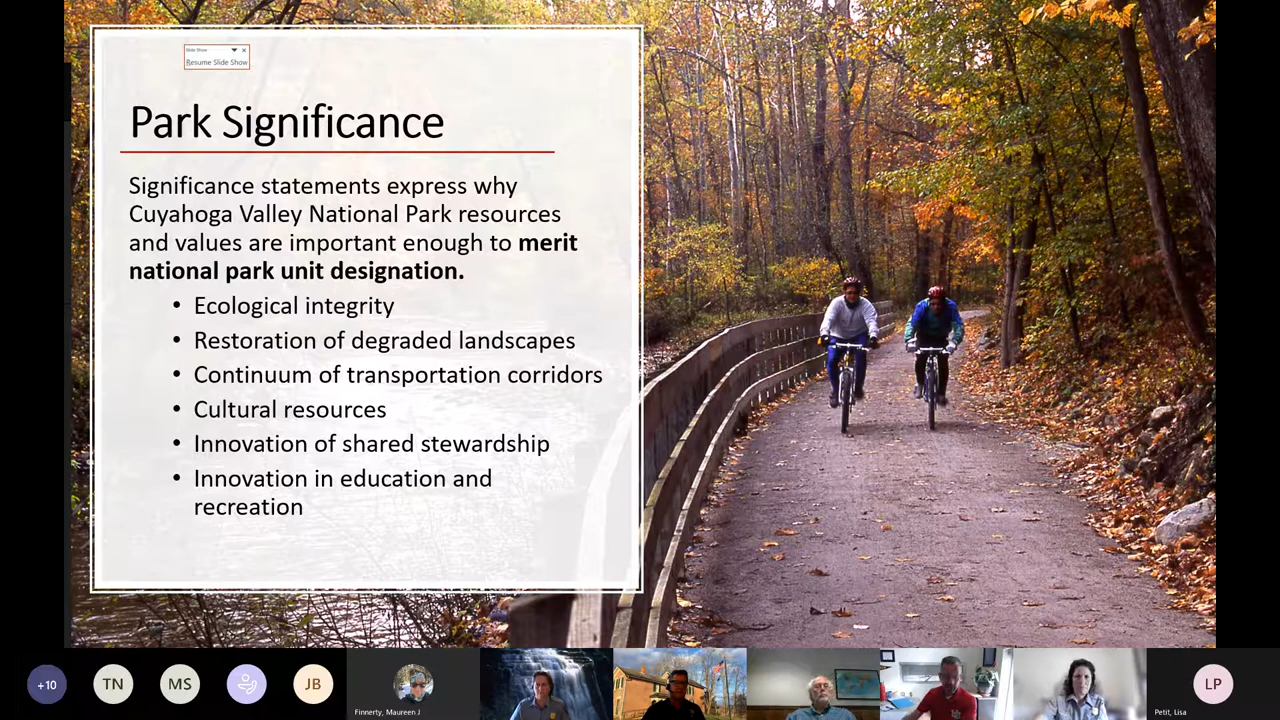 Slide Show
Resume Slide Show
Park Significance
Significance statements express why
Cuyahoga Valley National Park resources
and values are important enough to merit
national park unit designation.
• Ecological integrity
• Restoration of degraded landscapes
• Continuum of transportation corridors
• Cultural resources
• Innovation of shared stewardship
• Innovation in education and
recreation
+10
TN
MS
JB
Finnerty, Maureen J
LP
Petit, Lisa